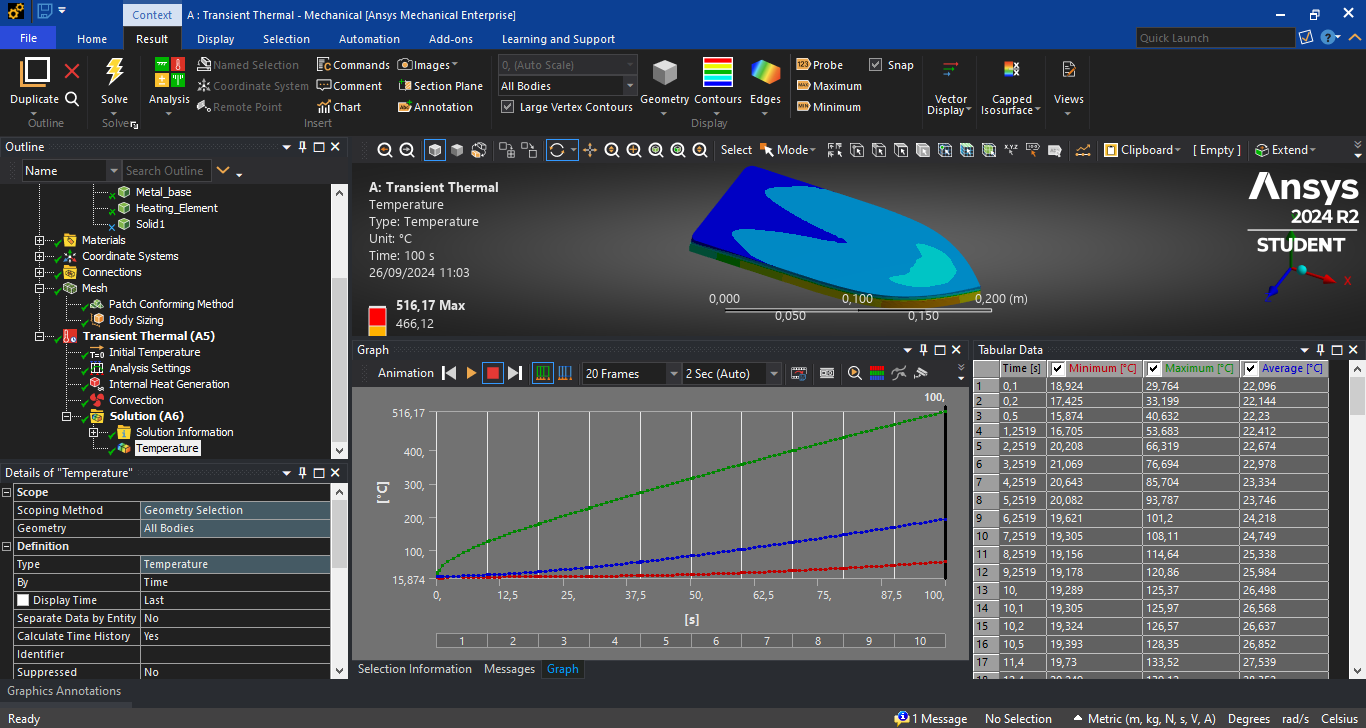 Context A : Transient Thermal - Mechanical [Ansys Mechanical Enterprise]
File Home Result Display Selection Automation Add-ons Learning and Support Quick Launch
Duplicate
Outline
Solve
Solver
Analysis
Named Selection
Coordinate System
Remote Point
Commands
Comment
Chart
Images
Section Plane
Annotation
Insert
0, (Auto Scale)
All Bodies
Large Vertex Contours
Geometry
Contours
Edges
Display
Probe
Maximum
Minimum
Snap
Vector
Display
Capped
Isosurface
Views
Outline
Name Search Outline
Metal_base
Heating_Element
Solid1
Materials
Coordinate Systems
Connections
Mesh
Patch Conforming Method
Body Sizing
Transient Thermal (A5)
Initial Temperature
Analysis Settings
Internal Heat Generation
Convection
Solution (A6)
Solution Information
Temperature
Details of "Temperature"
Scope
Scoping Method Geometry Selection
Geometry All Bodies
Definition
Type Temperature
By Time
Display Time Last
Separate Data by Entity No
Calculate Time History Yes
Identifier
Suppressed No
Graphics Annotations
Select Mode Clipboard [ Empty ] Extend
A: Transient Thermal
Temperature
Type: Temperature
Unit: °C
Time: 100 s
26/09/2024 11:03
516,17 Max
466,12
0,000 0,100 0,200 (m)
0,050 0,150
Ansys
2024 R2
STUDENT
X
Graph
Animation 20 Frames 2 Sec (Auto)
100,
516,17
400,
300,
200,
100,
15,874
[°C]
0, 12,5 25, 37,5 50, 62,5 75, 87,5 100,
[s]
1 2 3 4 5 6 7 8 9 10
Selection Information Messages Graph
Tabular Data
Time [s] Minimum [°C] Maximum [°C] Average [°C]
1 0,1 18,924 29,764 22,096
2 0,2 17,425 33,199 22,144
3 0,5 15,874 40,632 22,23
4 1,2519 16,705 53,683 22,412
5 2,2519 20,208 66,319 22,674
6 3,2519 21,069 76,694 22,978
7 4,2519 20,643 85,704 23,334
8 5,2519 20,082 93,787 23,746
9 6,2519 19,621 101,2 24,218
10 7,2519 19,305 108,11 24,749
11 8,2519 19,156 114,64 25,338
12 9,2519 19,178 120,86 25,984
13 10, 19,289 125,37 26,498
14 10,1 19,305 125,97 26,568
15 10,2 19,324 126,57 26,637
16 10,5 19,393 128,35 26,852
17 11,4 19,73 133,52 27,539
Ready 1 Message No Selection Metric (m, kg, N, s, V, A) Degrees rad/s Celsius